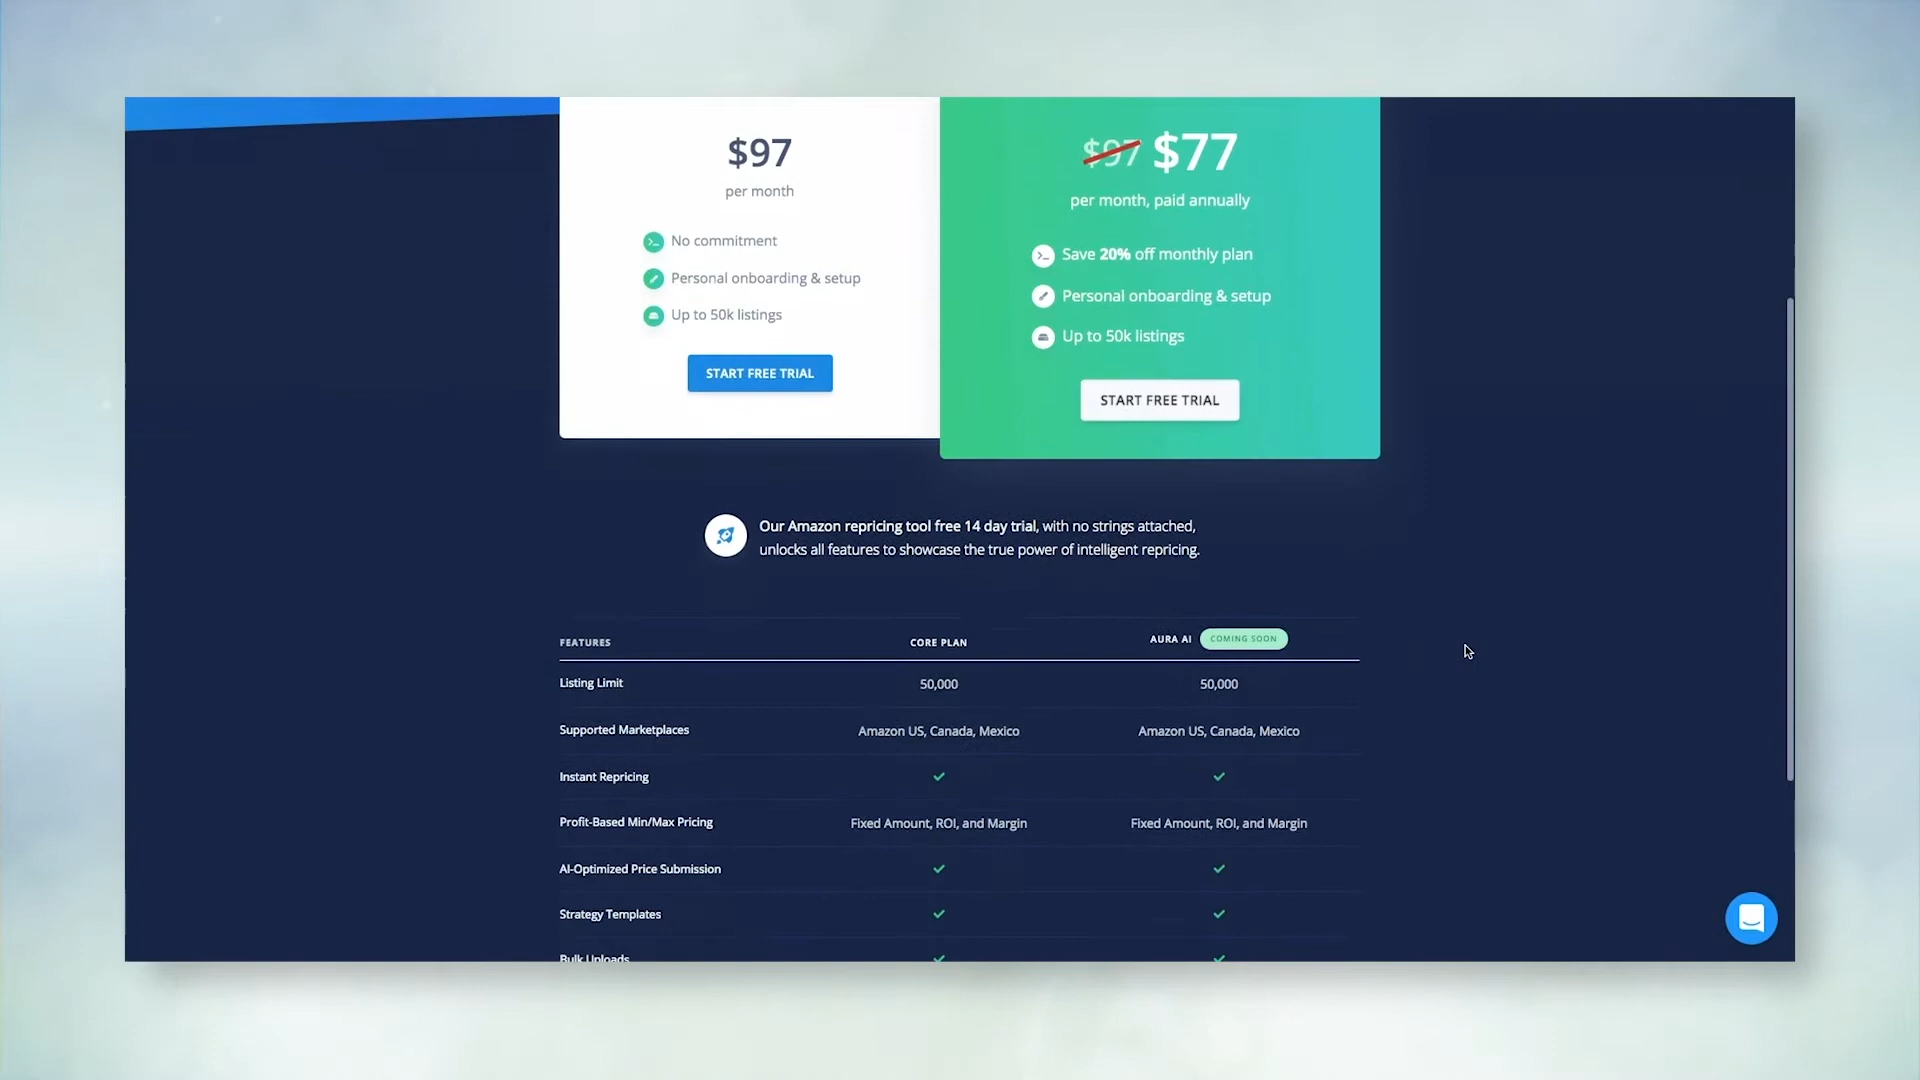 $97
per month
No commitment
Personal onboarding & setup
Up to 50k listings
START FREE TRIAL
$97 $77
per month, paid annually
Save 20% off monthly plan
Personal onboarding & setup
Up to 50k listings
START FREE TRIAL
Our Amazon repricing tool free 14 day trial, with no strings attached,
unlocks all features to showcase the true power of intelligent repricing.
FEATURES CORE PLAN AURA AI COMING SOON
Listing Limit 50,000 50,000
Supported Marketplaces Amazon US, Canada, Mexico Amazon US, Canada, Mexico
Instant Repricing
Profit-Based Min/Max Pricing Fixed Amount, ROI, and Margin Fixed Amount, ROI, and Margin
AI-Optimized Price Submission
Strategy Templates
Bulk Uploads